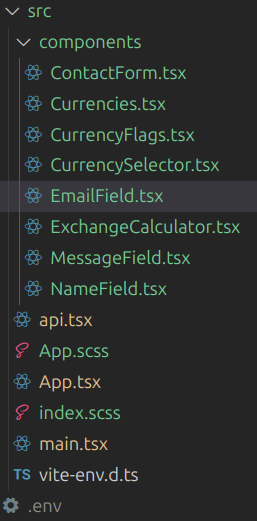 src
components
ContactForm.tsx
Currencies.tsx
CurrencyFlags.tsx
CurrencySelector.tsx
EmailField.tsx
ExchangeCalculator.tsx
MessageField.tsx
NameField.tsx
api.tsx
App.scss
App.tsx
index.scss
main.tsx
TS vite-env.d.ts
.env